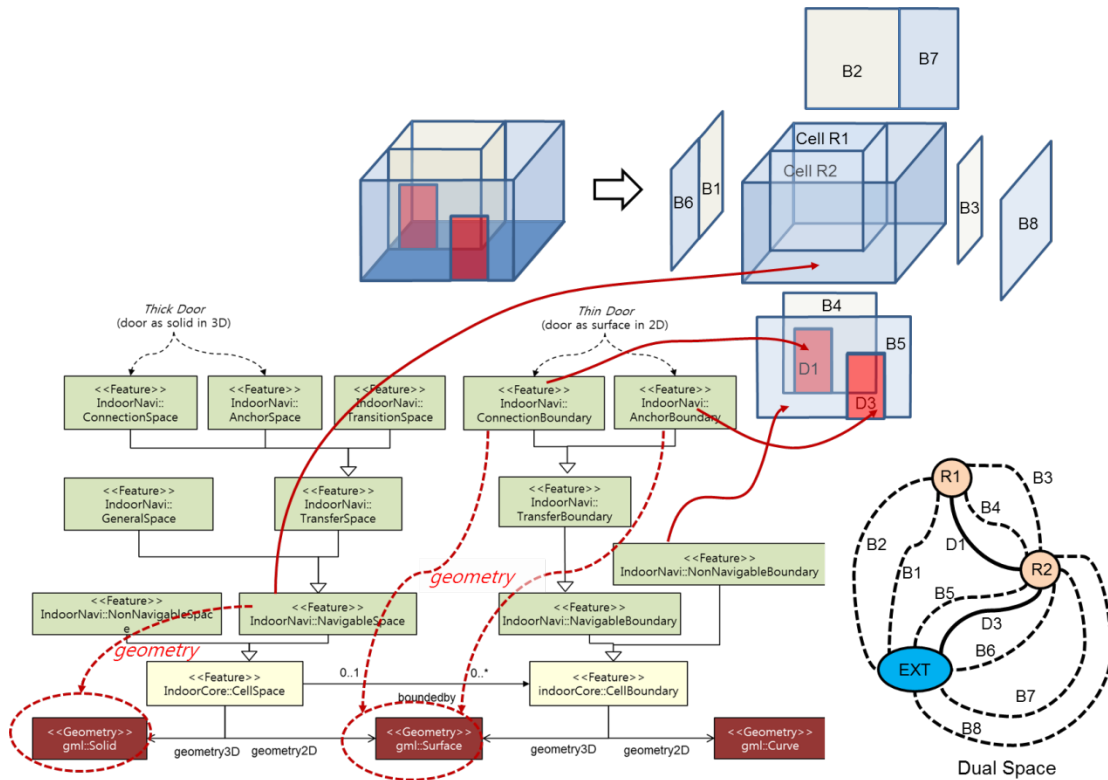 B2
B7
Cell R1
Cell R2
B6
B1
B3
B8
B4
B5
D1
D3
Thick Door
(door as solid in 3D)
Thin Door
(door as surface in 2D)
<<Feature>>
IndoorNavi::
ConnectionSpace
<<Feature>>
IndoorNavi::
AnchorSpace
<<Feature>>
IndoorNavi::
TransitionSpace
<<Feature>>
IndoorNavi::
ConnectionBoundary
<<Feature>>
IndoorNavi::
AnchorBoundary
<<Feature>>
IndoorNavi::
GeneralSpace
<<Feature>>
IndoorNavi::
TransferSpace
<<Feature>>
IndoorNavi::
TransferBoundary
<<Feature>>
IndoorNavi::NonNavigableBoundary
geometry
<<Feature>>
IndoorNavi::NonNavigableSpac
e
<<Feature>>
IndoorNavi::NavigableSpace
<<Feature>>
IndoorNavi::NavigableBoundary
geometry
<<Feature>>
IndoorCore::CellSpace
0..1
0..*
boundedby
<<Feature>>
indoorCore::CellBoundary
<<Geometry>>
gml::Solid
geometry3D
geometry2D
<<Geometry>>
gml::Surface
geometry3D
geometry2D
<<Geometry>>
gml::Curve
R1
B3
B4
B2
D1
B1
R2
B5
D3
B6
EXT
B7
B8
Dual Space